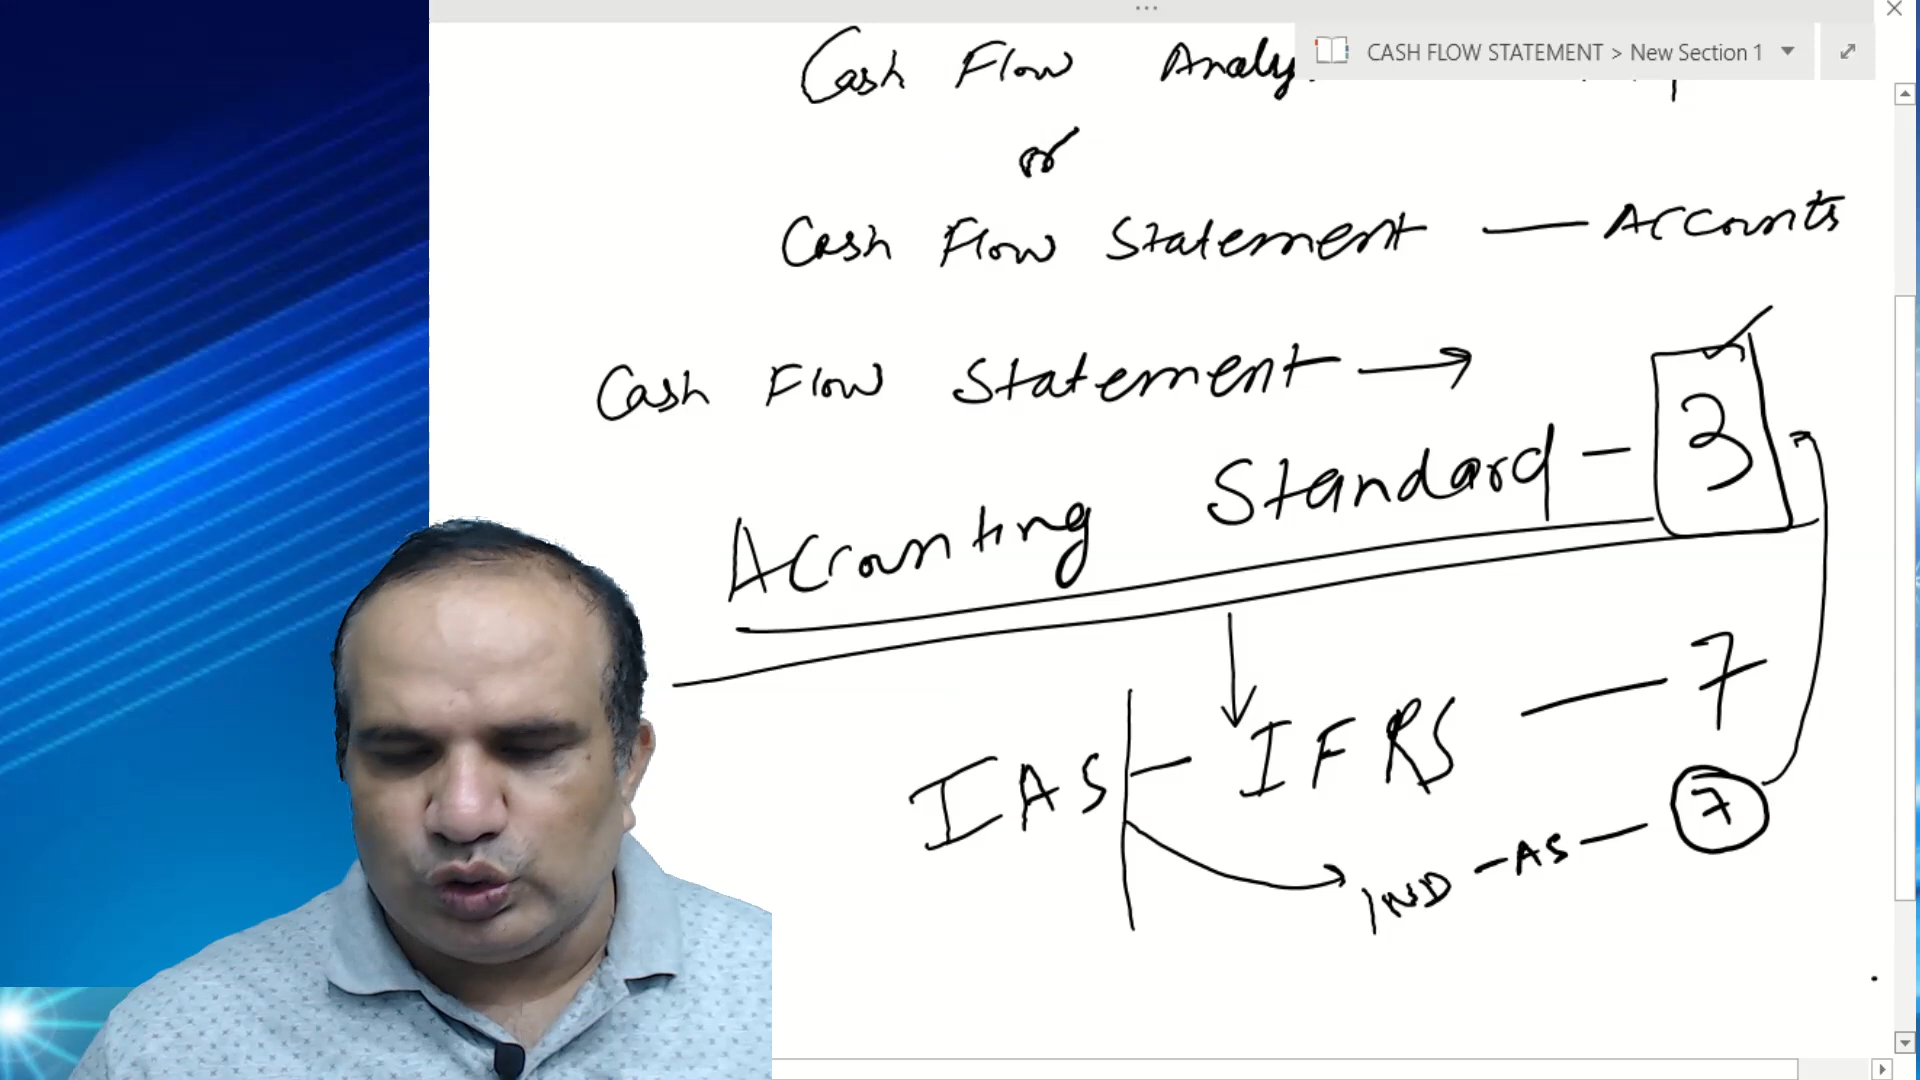 CASH FLOW STATEMENT > New Section 1
Cash Flow
or
Cash Flow Statement — Accounts
Cash Flow Statement →
Accounting Standard - 3
IAS - IFRS — 7
IND - AS — 7